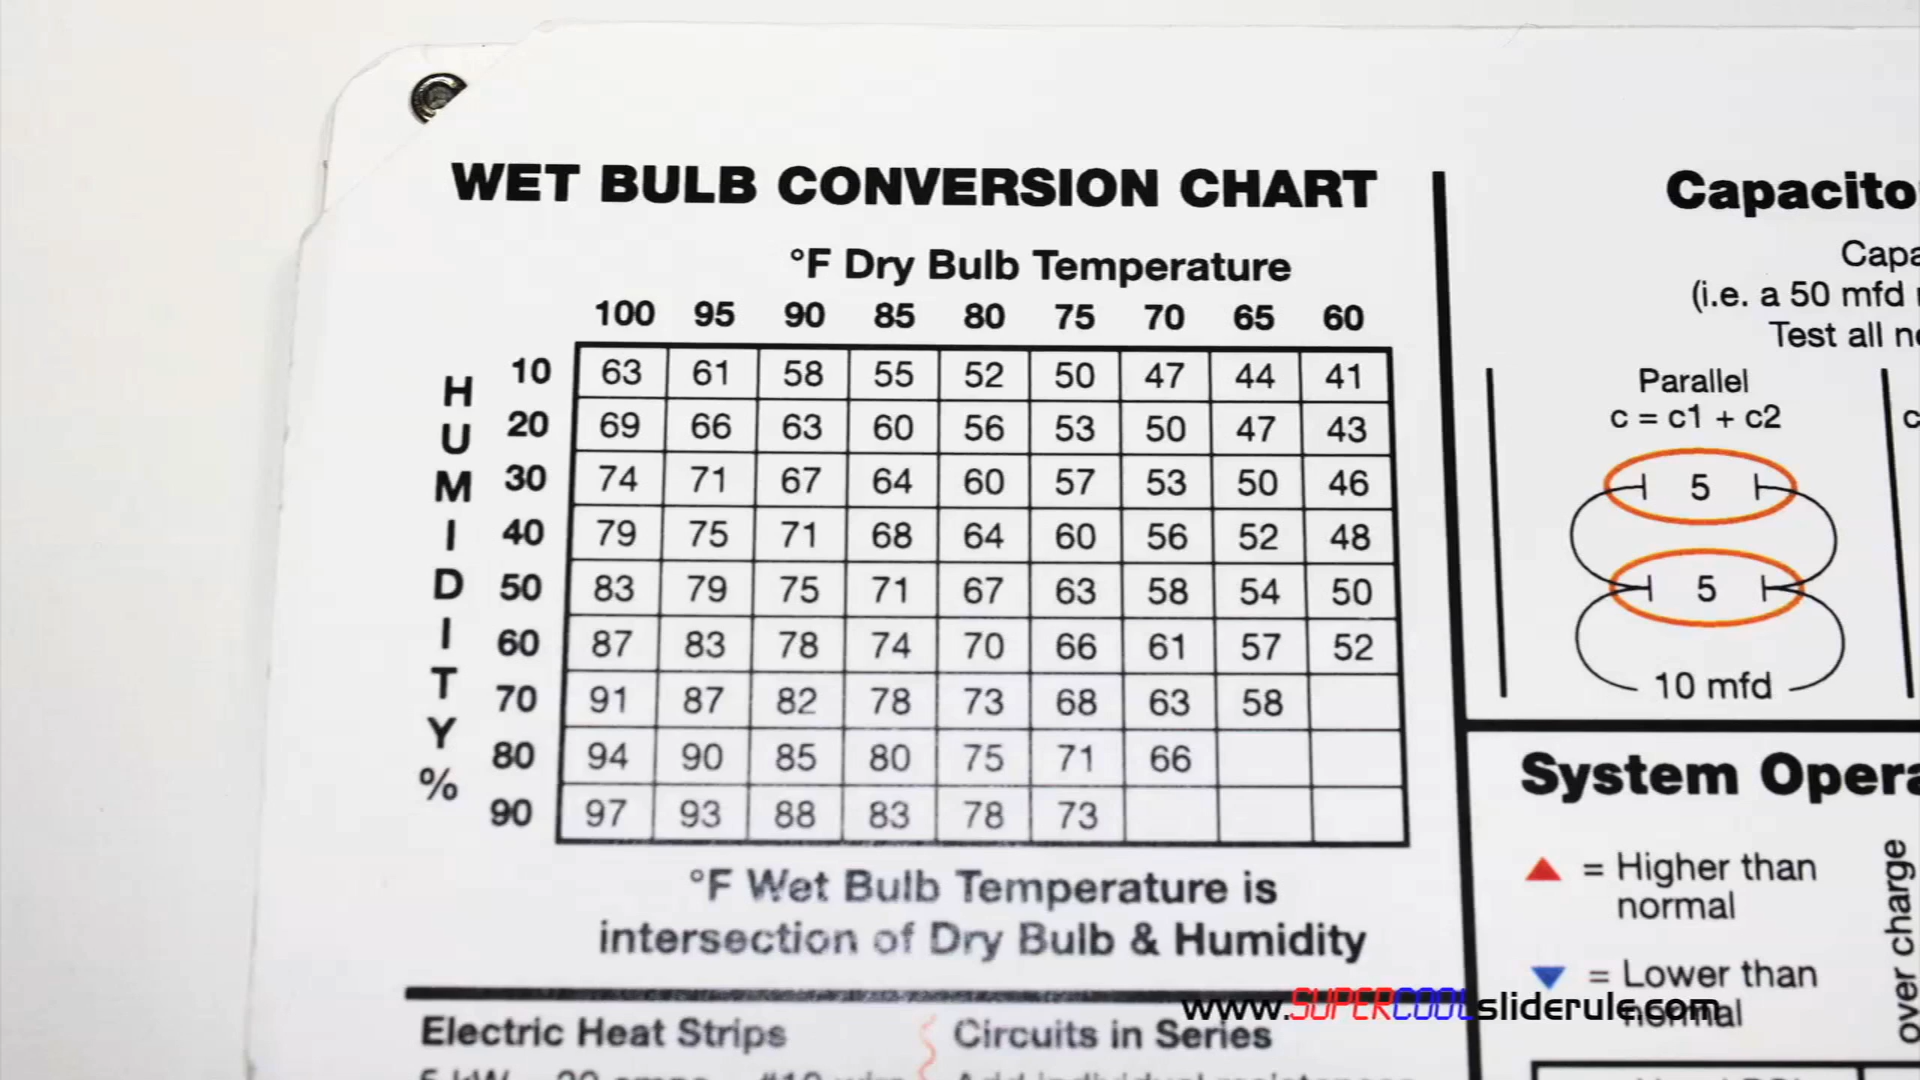 WET BULB CONVERSION CHART
°F Dry Bulb Temperature
100 95 90 85 80 75 70 65 60
HUMIDITY %
10 63 61 58 55 52 50 47 44 41
20 69 66 63 60 56 53 50 47 43
30 74 71 67 64 60 57 53 50 46
40 79 75 71 68 64 60 56 52 48
50 83 79 75 71 67 63 58 54 50
60 87 83 78 74 70 66 61 57 52
70 91 87 82 78 73 68 63 58
80 94 90 85 80 75 71 66
90 97 93 88 83 78 73
°F Wet Bulb Temperature is
intersection of Dry Bulb & Humidity
Electric Heat Strips
Circuits in Series
Capacito
Capa
(i.e. a 50 mfd
Test all
Parallel
c = c1 + c2
c
5
5
10 mfd
System Opera
= Higher than
normal
= Lower than
normal
over charge
www.SUPERCOOLsliderule.com